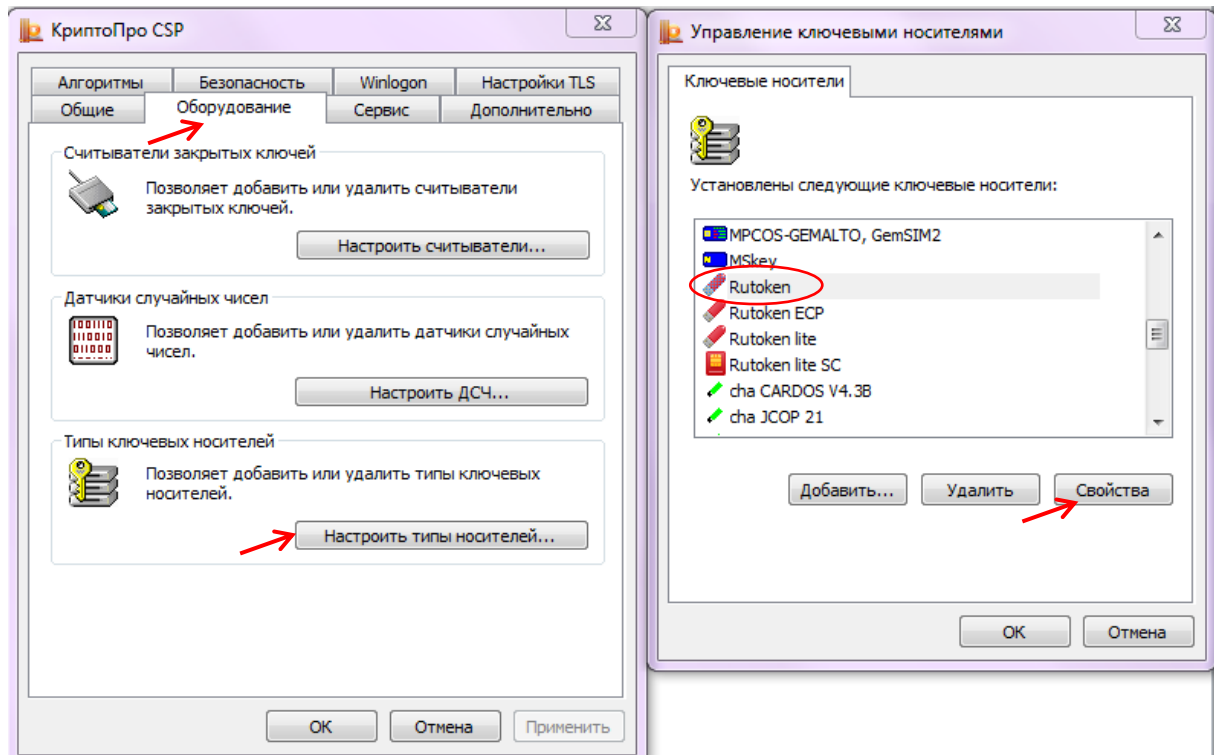 КриптоПро CSP
Алгоритмы Безопасность Winlogon Настройки TLS
Общие Оборудование Сервис Дополнительно
Считыватели закрытых ключей
Позволяет добавить или удалить считыватели
закрытых ключей.
Настроить считыватели...
Датчики случайных чисел
Позволяет добавить или удалить датчики случайных
чисел.
Настроить ДСЧ...
Типы ключевых носителей
Позволяет добавить или удалить типы ключевых
носителей.
Настроить типы носителей...
ОК Отмена Применить
Управление ключевыми носителями
Ключевые носители
Установлены следующие ключевые носители:
MPCOS-GEMALTO, GemSIM2
MSkey
Rutoken
Rutoken ECP
Rutoken lite
Rutoken lite SC
cha CARDOS V4.3B
cha JCOP 21
Добавить... Удалить Свойства
ОК Отмена